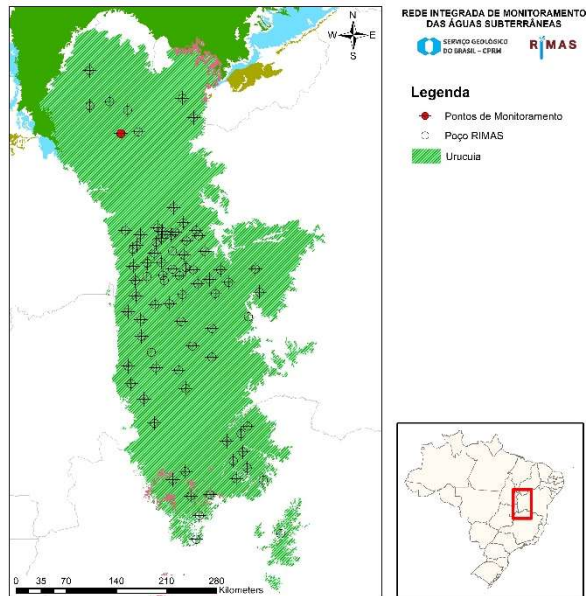 REDE INTEGRADA DE MONITORAMENTO
DAS ÁGUAS SUBTERRÂNEAS
SERVIÇO GEOLÓGICO
DO BRASIL – CPRM
RIMAS
N
W E
S
Legenda
Pontos de Monitoramento
Poço RIMAS
Urucuia
0 35 70 140 210 280
Kilometers